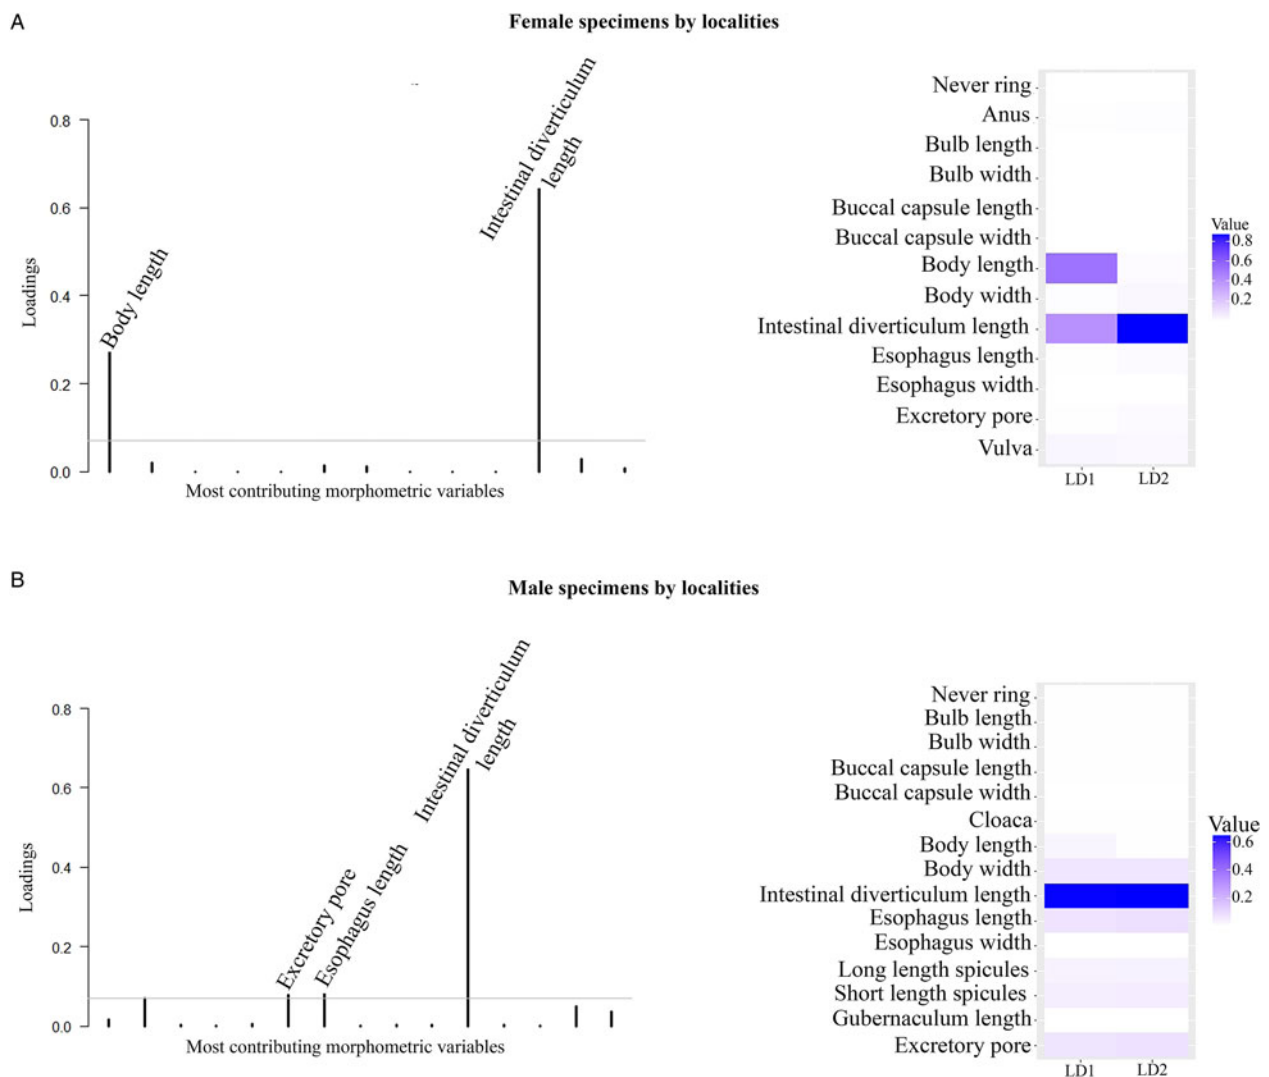 A
Female specimens by localities
Loadings
0.8
0.6
0.4
0.2
0.0
Body length
Intestinal diverticulum
length
Most contributing morphometric variables
Never ring
Anus
Bulb length
Bulb width
Buccal capsule length
Buccal capsule width
Body length
Body width
Intestinal diverticulum length
Esophagus length
Esophagus width
Excretory pore
Vulva
LD1 LD2
Value
0.8
0.6
0.4
0.2
B
Male specimens by localities
Loadings
0.8
0.6
0.4
0.2
0.0
Excretory pore
Esophagus length
Intestinal diverticulum
length
Most contributing morphometric variables
Never ring
Bulb length
Bulb width
Buccal capsule length
Buccal capsule width
Cloaca
Body length
Body width
Intestinal diverticulum length
Esophagus length
Esophagus width
Long length spicules
Short length spicules
Gubernaculum length
Excretory pore
LD1 LD2
Value
0.6
0.4
0.2